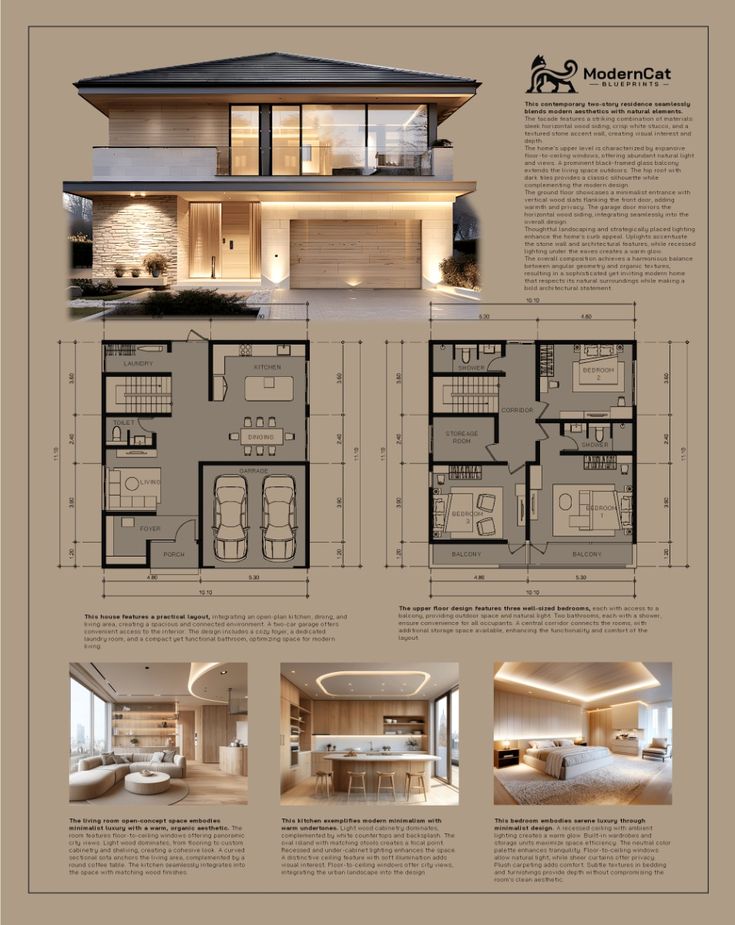 ModernCat
— BLUEPRINTS —
This contemporary two-story residence seamlessly
blends modern aesthetics with natural elements.
The facade features a striking combination of materials:
sleek horizontal wood siding, crisp white stucco, and a
textured stone accent wall, creating visual interest and
depth.
The home's upper level is characterized by expansive
floor-to-ceiling windows, offering abundant natural light
and views. A prominent black-framed glass balcony
extends the living space outdoors. The hip roof with
dark tiles provides a classic silhouette while
complementing the modern design.
The ground floor showcases a minimalist entrance with
vertical wood slats flanking the front door, adding
warmth and privacy. The garage door mirrors the
horizontal wood siding, integrating seamlessly into the
overall design.
Thoughtful landscaping and strategically placed lighting
enhance the home's curb appeal. Uplights accentuate
the stone wall and architectural features, while recessed
lighting under the eaves creates a warm glow.
The overall composition achieves a harmonious balance
between angular geometry and organic textures,
resulting in a sophisticated yet inviting modern home
that respects its natural surroundings while making a
bold architectural statement.
LAUNDRY
KITCHEN
TOILET
DINGING
LIVING
GARRAGE
FOYER
PORCH
3.60
2.40
3.90
1.20
11.10
3.60
2.40
3.90
1.20
11.10
4.80
5.30
10.10
10.10
5.30
4.80
SHOWER
BEDROOM
2
CORRIDOR
STOREAGE
ROOM
SHOWER
BEDROOM
3
BEDROOM
1
BALCONY
BALCONY
3.60
2.40
3.90
1.20
11.10
3.60
2.40
3.90
1.20
11.10
4.80
5.30
10.10
This house features a practical layout, integrating an open-plan kitchen, dining, and
living area, creating a spacious and connected environment. A two-car garage offers
convenient access to the interior. The design includes a cozy foyer, a dedicated
laundry room, and a compact yet functional bathroom, optimizing space for modern
living.
The upper floor design features three well-sized bedrooms, each with access to a
balcony, providing outdoor space and natural light. Two bathrooms, each with a shower,
ensure convenience for all occupants. A central corridor connects the rooms, with
additional storage space available, enhancing the functionality and comfort of the
layout.
The living room open-concept space embodies
minimalist luxury with a warm, organic aesthetic. The
room features floor-to-ceiling windows offering panoramic
city views. Light wood dominates, from flooring to custom
cabinetry and shelving, creating a cohesive look. A curved
sectional sofa anchors the living area, complemented by a
round coffee table. The kitchen seamlessly integrates into
the space with matching wood finishes.
This kitchen exemplifies modern minimalism with
warm undertones. Light wood cabinetry dominates,
complemented by white countertops and backsplash. The
oval island with matching stools creates a focal point.
Recessed and under-cabinet lighting enhances the space.
A distinctive ceiling feature with soft illumination adds
visual interest. Floor-to-ceiling windows offer city views,
integrating the urban landscape into the design
This bedroom embodies serene luxury through
minimalist design. A recessed ceiling with ambient
lighting creates a warm glow. Built-in wardrobes and
storage units maximize space efficiency. The neutral color
palette enhances tranquility. Floor-to-ceiling windows
allow natural light, while sheer curtains offer privacy.
Plush carpeting adds comfort. Subtle textures in bedding
and furnishings provide depth without compromising the
room's clean aesthetic.